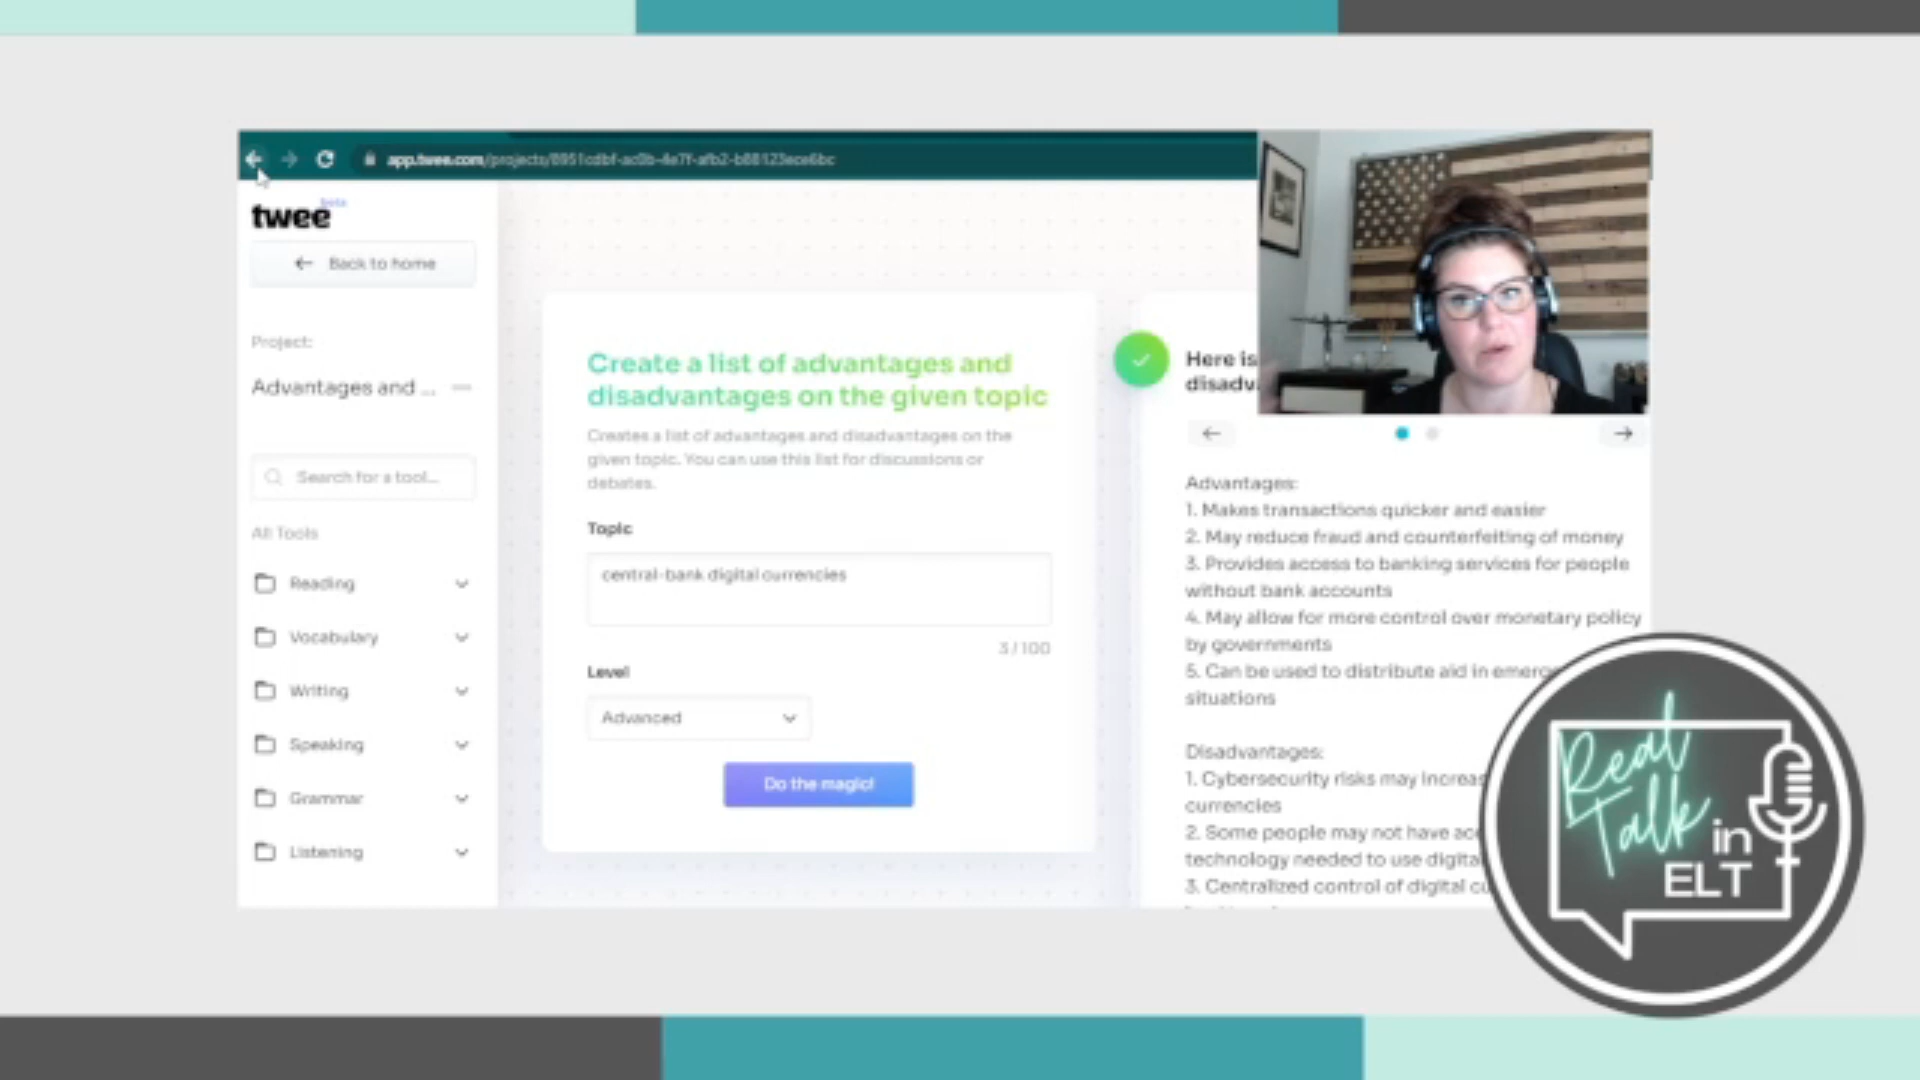 app.twee.com/projects/8951cdbf-ac0b-4e7f-afb2-b88123ece6bc
twee beta
Back to home
Project:
Advantages and ...
Search for a tool...
All Tools
Reading
Vocabulary
Writing
Speaking
Grammar
Listening
Create a list of advantages and
disadvantages on the given topic
Creates a list of advantages and disadvantages on the
given topic. You can use this list for discussions or
debates.
Topic
central-bank digital currencies
3 / 100
Level
Advanced
Do the magic!
Here is
disadv
Advantages:
1. Makes transactions quicker and easier
2. May reduce fraud and counterfeiting of money
3. Provides access to banking services for people
without bank accounts
4. May allow for more control over monetary policy
by governments
5. Can be used to distribute aid in emerg
situations
Disadvantages:
1. Cybersecurity risks may increas
currencies
2. Some people may not have acc
technology needed to use digital
3. Centralized control of digital cu
Real
Talk
in
ELT